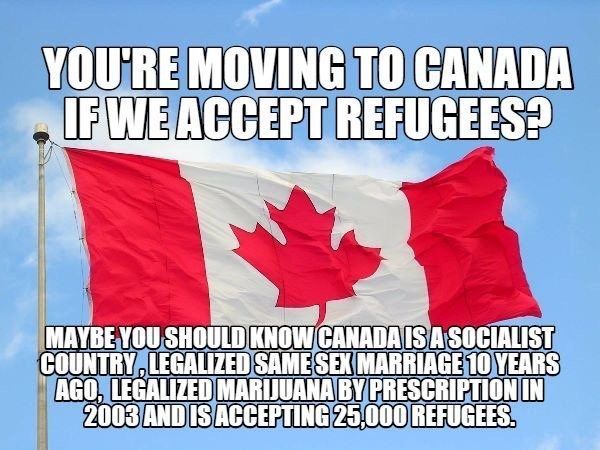 YOU'RE MOVING TO CANADA
IF WE ACCEPT REFUGEES?
MAYBE YOU SHOULD KNOW CANADA IS A SOCIALIST
COUNTRY, LEGALIZED SAME SEX MARRIAGE 10 YEARS
AGO, LEGALIZED MARIJUANA BY PRESCRIPTION IN
2003 AND IS ACCEPTING 25,000 REFUGEES.